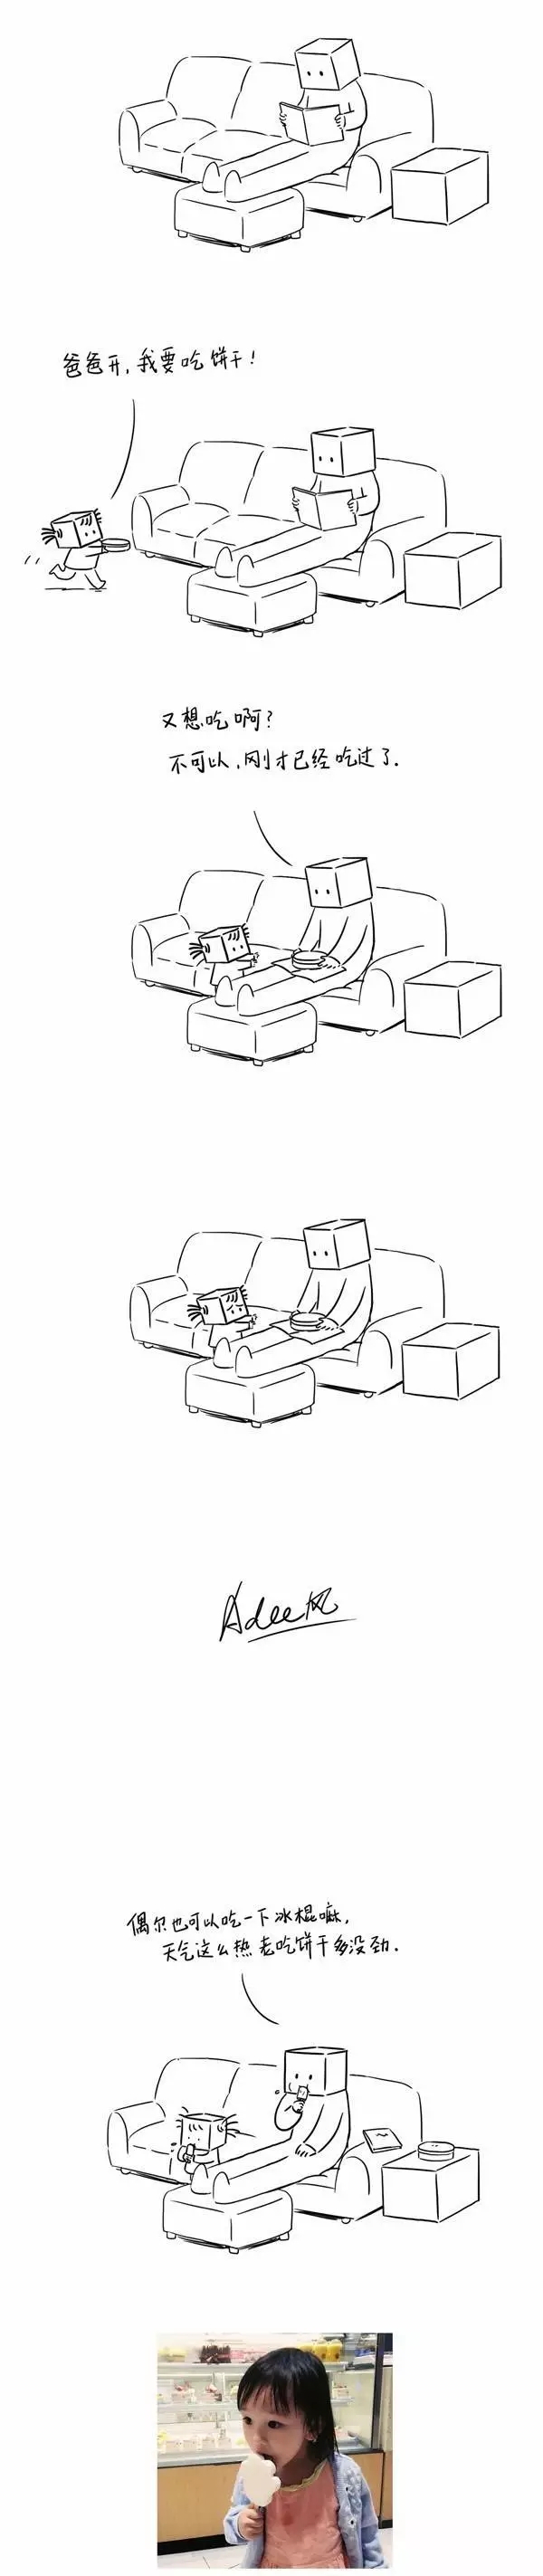 爸爸开,我要吃饼干!
又想吃啊?
不可以,刚才已经吃过了.
Adee风
偶尔也可以吃一下冰棍嘛,
天气这么热老吃饼干多没劲.